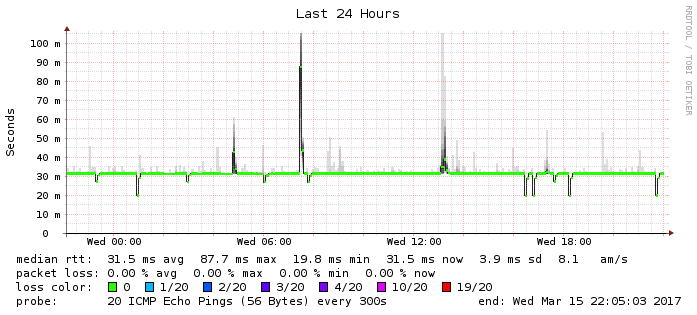 Last 24 Hours
RRDTOOL / TOBI OETIKER
Seconds
100 m
90 m
80 m
70 m
60 m
50 m
40 m
30 m
20 m
10 m
0
Wed 00:00 Wed 06:00 Wed 12:00 Wed 18:00
median rtt: 31.5 ms avg 87.7 ms max 19.8 ms min 31.5 ms now 3.9 ms sd 8.1 am/s
packet loss: 0.00 % avg 0.00 % max 0.00 % min 0.00 % now
loss color: 0 1/20 2/20 3/20 4/20 10/20 19/20
probe: 20 ICMP Echo Pings (56 Bytes) every 300s end: Wed Mar 15 22:05:03 2017